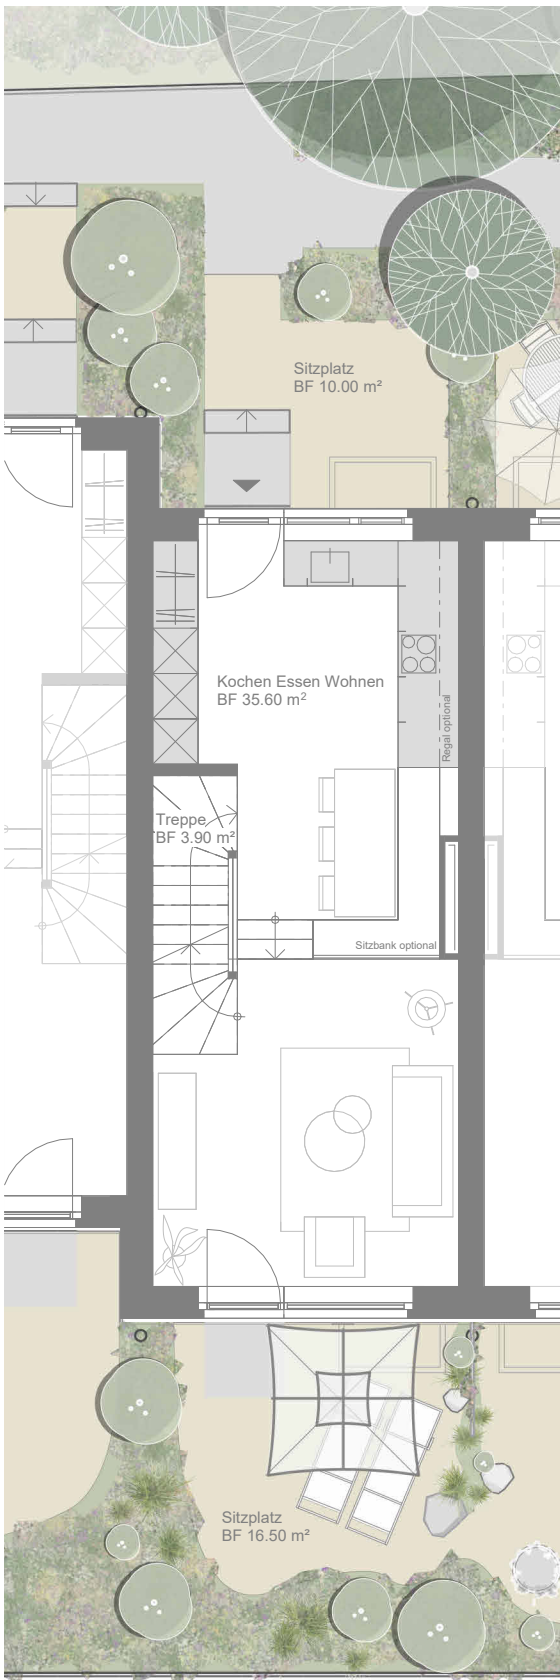 Sitzplatz
BF 10.00 m²
Kochen Essen Wohnen
BF 35.60 m²
Regal optional
Treppe
BF 3.90 m²
Sitzbank optional
Sitzplatz
BF 16.50 m²